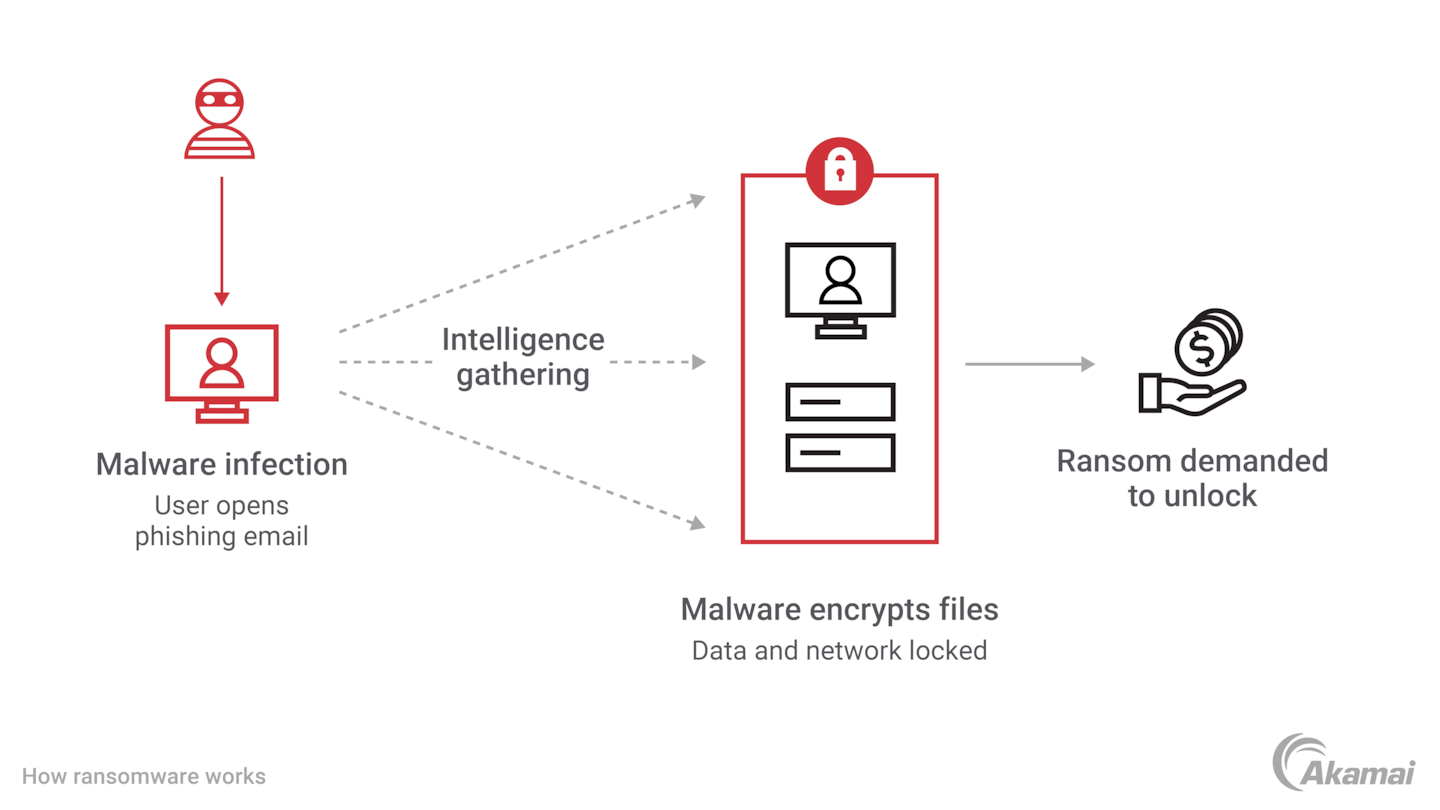 Intelligence
gathering
Malware infection
User opens
phishing email
Ransom demanded
to unlock
Malware encrypts files
Data and network locked
How ransomware works
Akamai